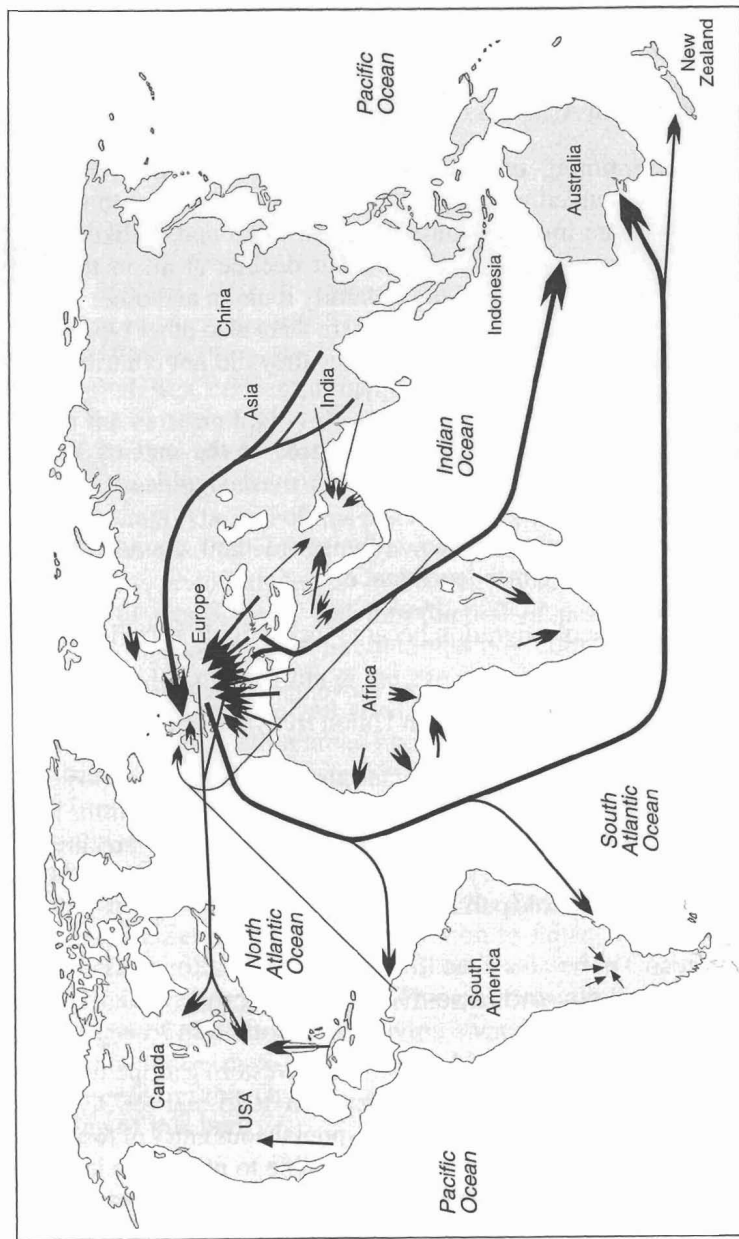 Canada
USA
North
Atlantic
Ocean
Pacific
Ocean
South
America
South
Atlantic
Ocean
Europe
Africa
Asia
China
India
Indian
Ocean
Indonesia
Pacific
Ocean
Australia
New
Zealand